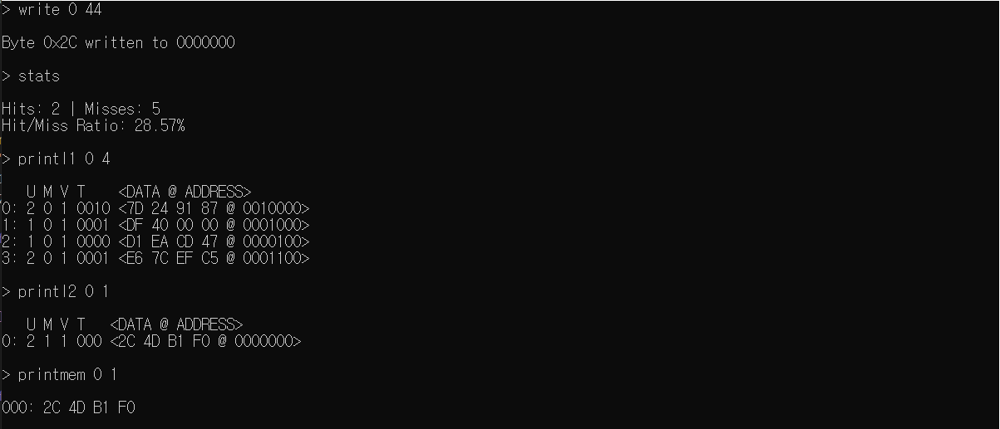 > write 0 44
Byte 0x2C written to 0000000
> stats
Hits: 2 | Misses: 5
Hit/Miss Ratio: 28.57%
> printl1 0 4
U M V T <DATA @ ADDRESS>
0: 2 0 1 0010 <7D 24 91 87 @ 0010000>
1: 1 0 1 0001 <DF 40 00 00 @ 0001000>
2: 1 0 1 0000 <D1 EA CD 47 @ 0000100>
3: 2 0 1 0001 <E6 7C EF C5 @ 0001100>
> printl2 0 1
U M V T <DATA @ ADDRESS>
0: 2 1 1 000 <2C 4D B1 F0 @ 0000000>
> printmem 0 1
000: 2C 4D B1 F0